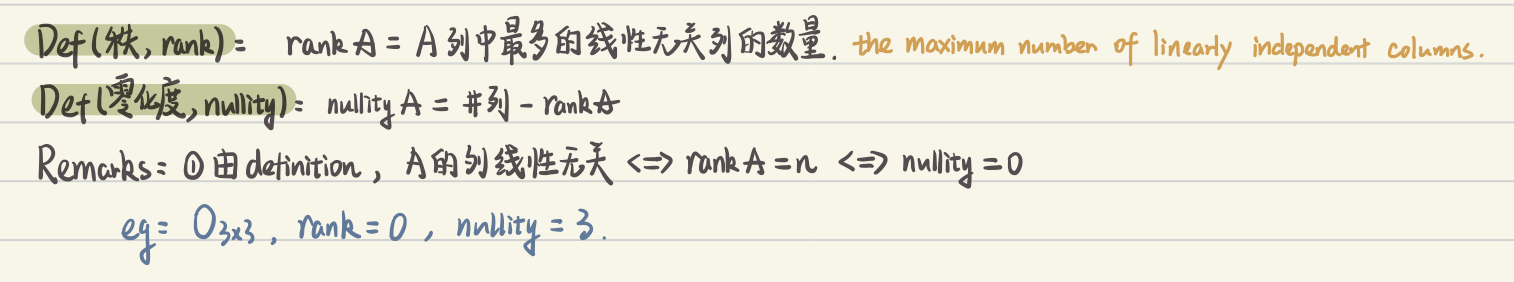 Def(秩, rank): rank A = A 列中最多的线性无关列的数量. the maximum number of linearly independent columns.
Def(零化度, nullity): nullity A = #列 - rank A
Remarks: ① 由 definition, A的列线性无关 <=> rank A = n <=> nullity = 0
eg: O₃ₓ₃, rank = 0, nullity = 3.